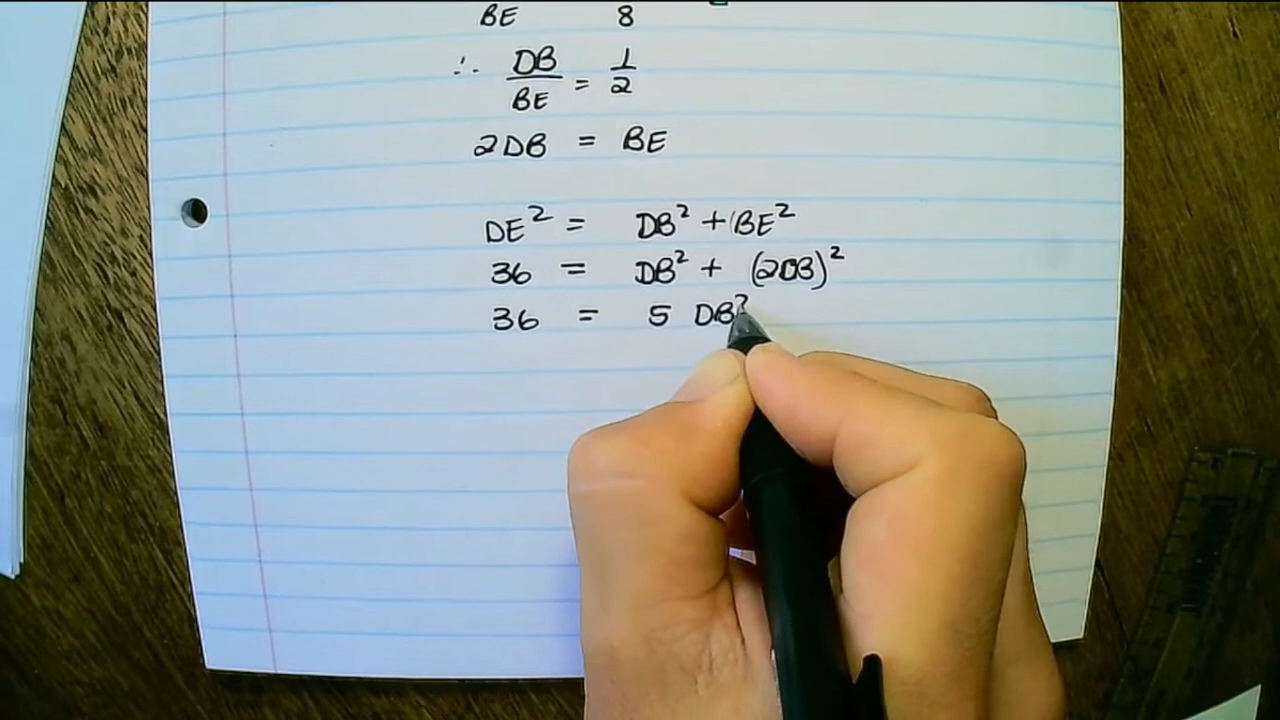 BE 8
∴ DB/BE = 1/2
2DB = BE
DE² = DB² + BE²
36 = DB² + (2DB)²
36 = 5 DB²